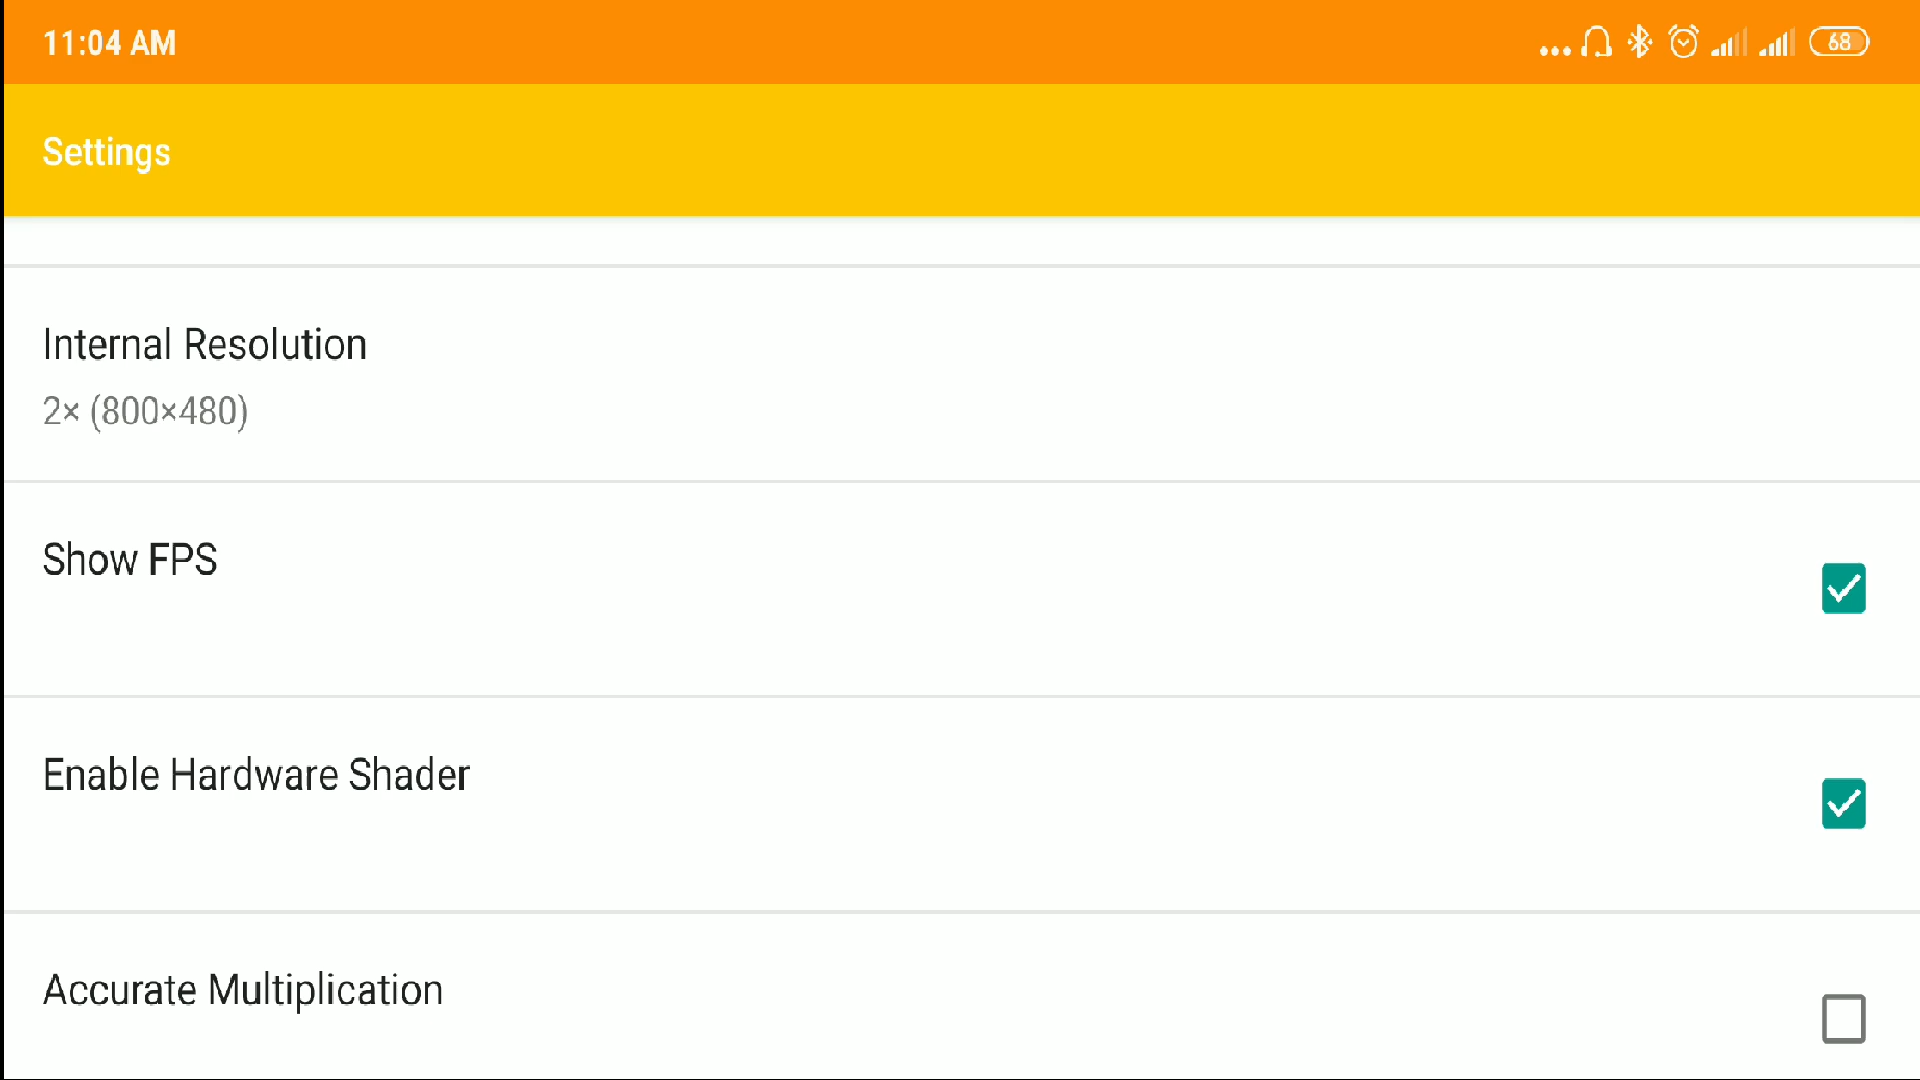 11:04 AM
68
Settings
Internal Resolution
2× (800×480)
Show FPS
Enable Hardware Shader
Accurate Multiplication